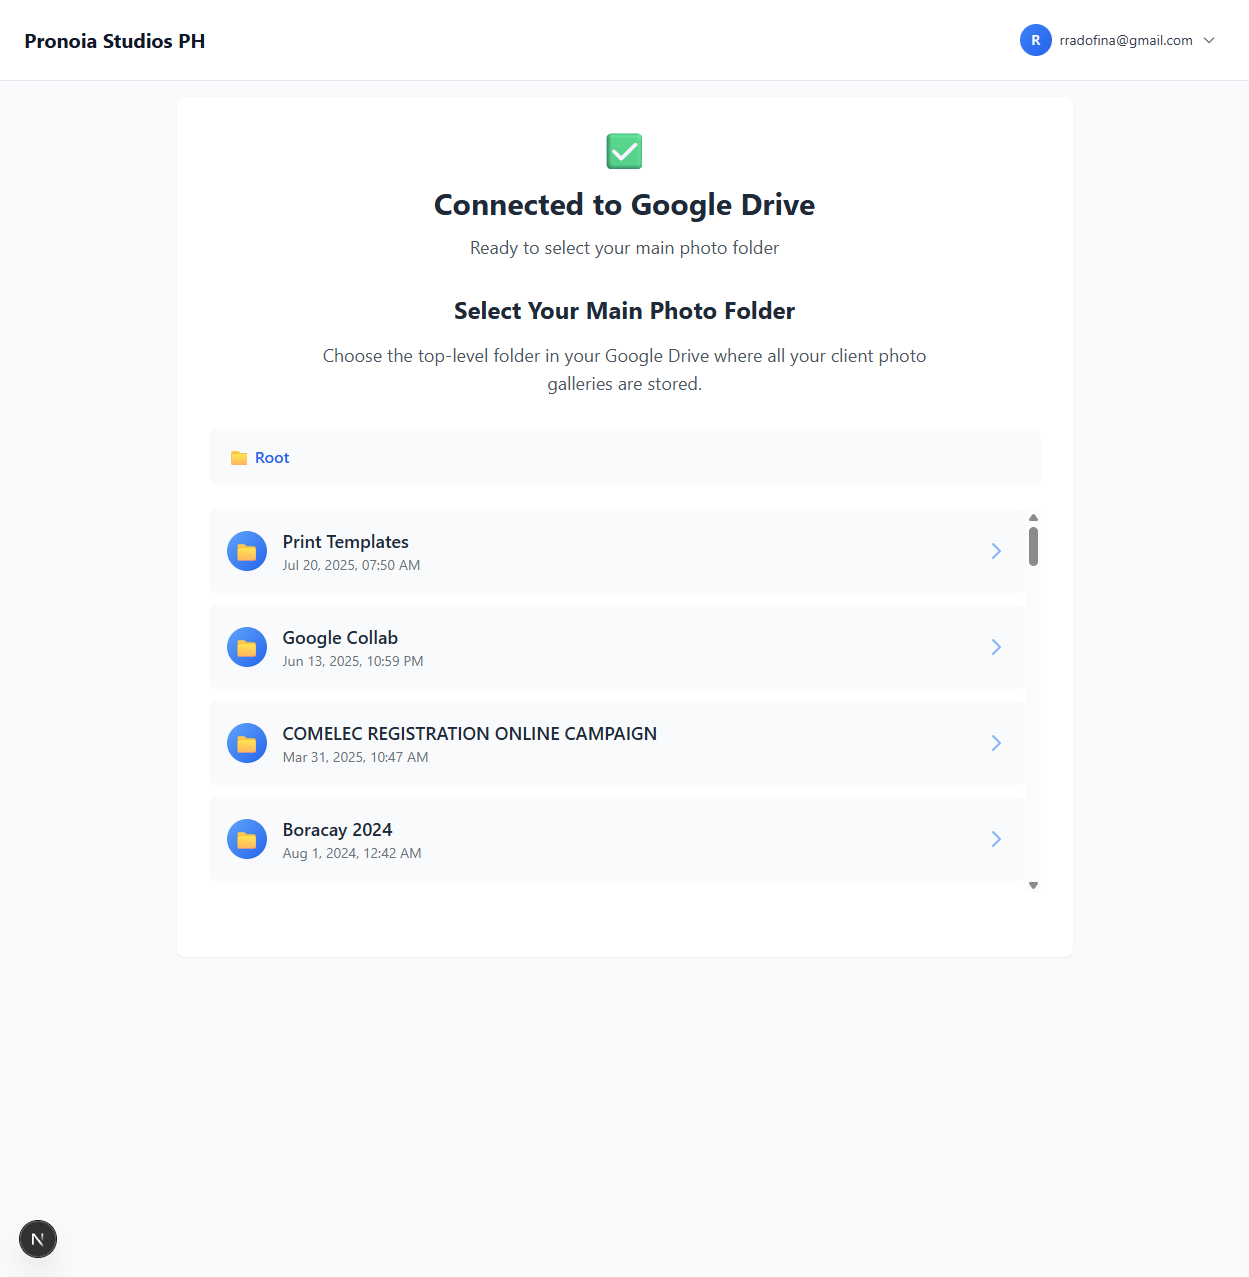 Pronoia Studios PH
R
rradofina@gmail.com
Connected to Google Drive
Ready to select your main photo folder
Select Your Main Photo Folder
Choose the top-level folder in your Google Drive where all your client photo
galleries are stored.
Root
Print Templates
Jul 20, 2025, 07:50 AM
Google Collab
Jun 13, 2025, 10:59 PM
COMELEC REGISTRATION ONLINE CAMPAIGN
Mar 31, 2025, 10:47 AM
Boracay 2024
Aug 1, 2024, 12:42 AM
N